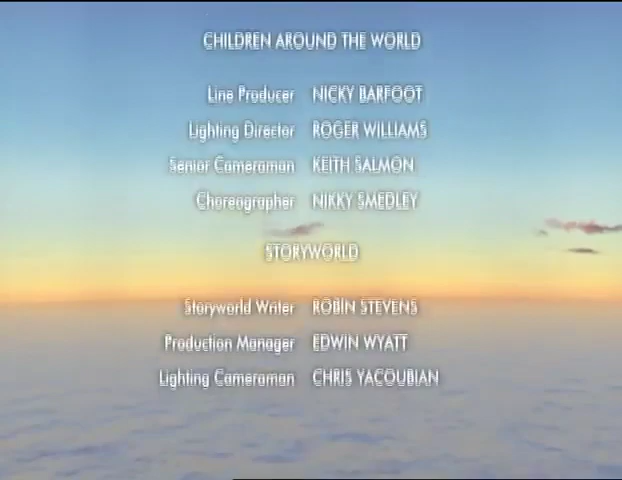 CHILDREN AROUND THE WORLD
Line Producer NICKY BARFOOT
Lighting Director ROGER WILLIAMS
Senior Cameraman KEITH SALMON
Choreographer NIKKY SMEDLEY
STORYWORLD
Storyworld Writer ROBIN STEVENS
Production Manager EDWIN WYATT
Lighting Cameraman CHRIS YACOUBIAN